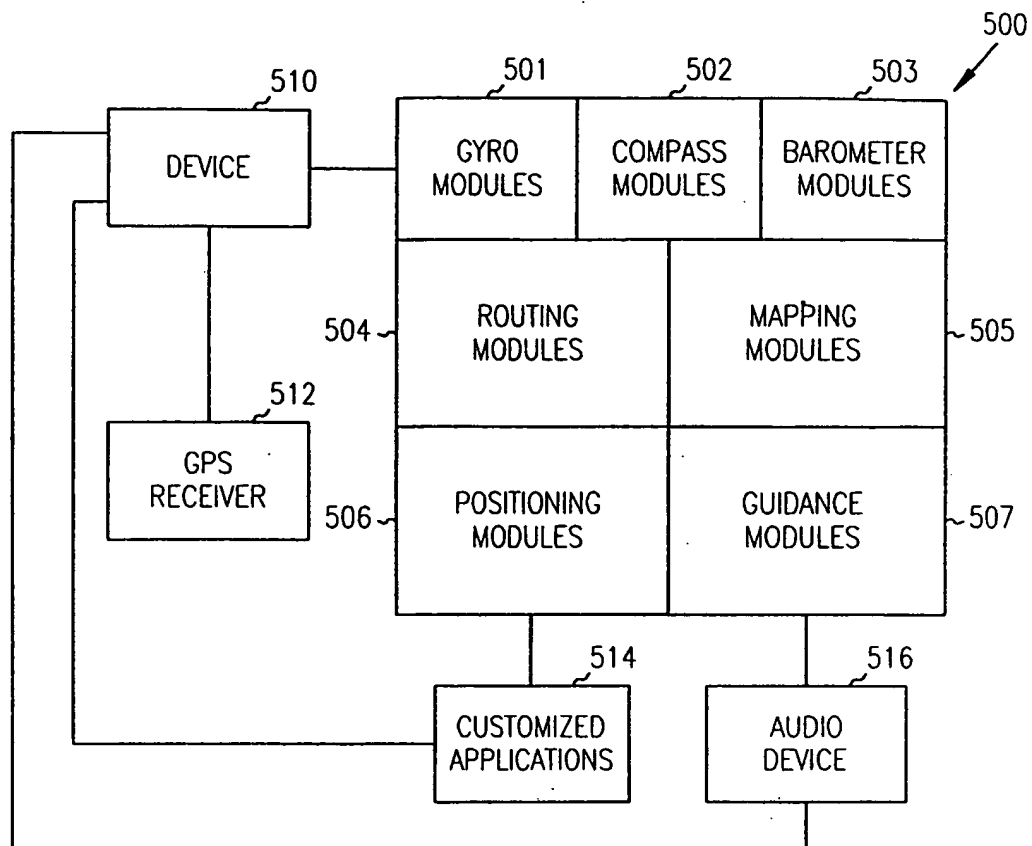 500
501
502
503
510
DEVICE
GYRO
MODULES
COMPASS
MODULES
BAROMETER
MODULES
504
ROUTING
MODULES
MAPPING
MODULES
505
512
GPS
RECEIVER
506
POSITIONING
MODULES
GUIDANCE
MODULES
507
514
CUSTOMIZED
APPLICATIONS
516
AUDIO
DEVICE